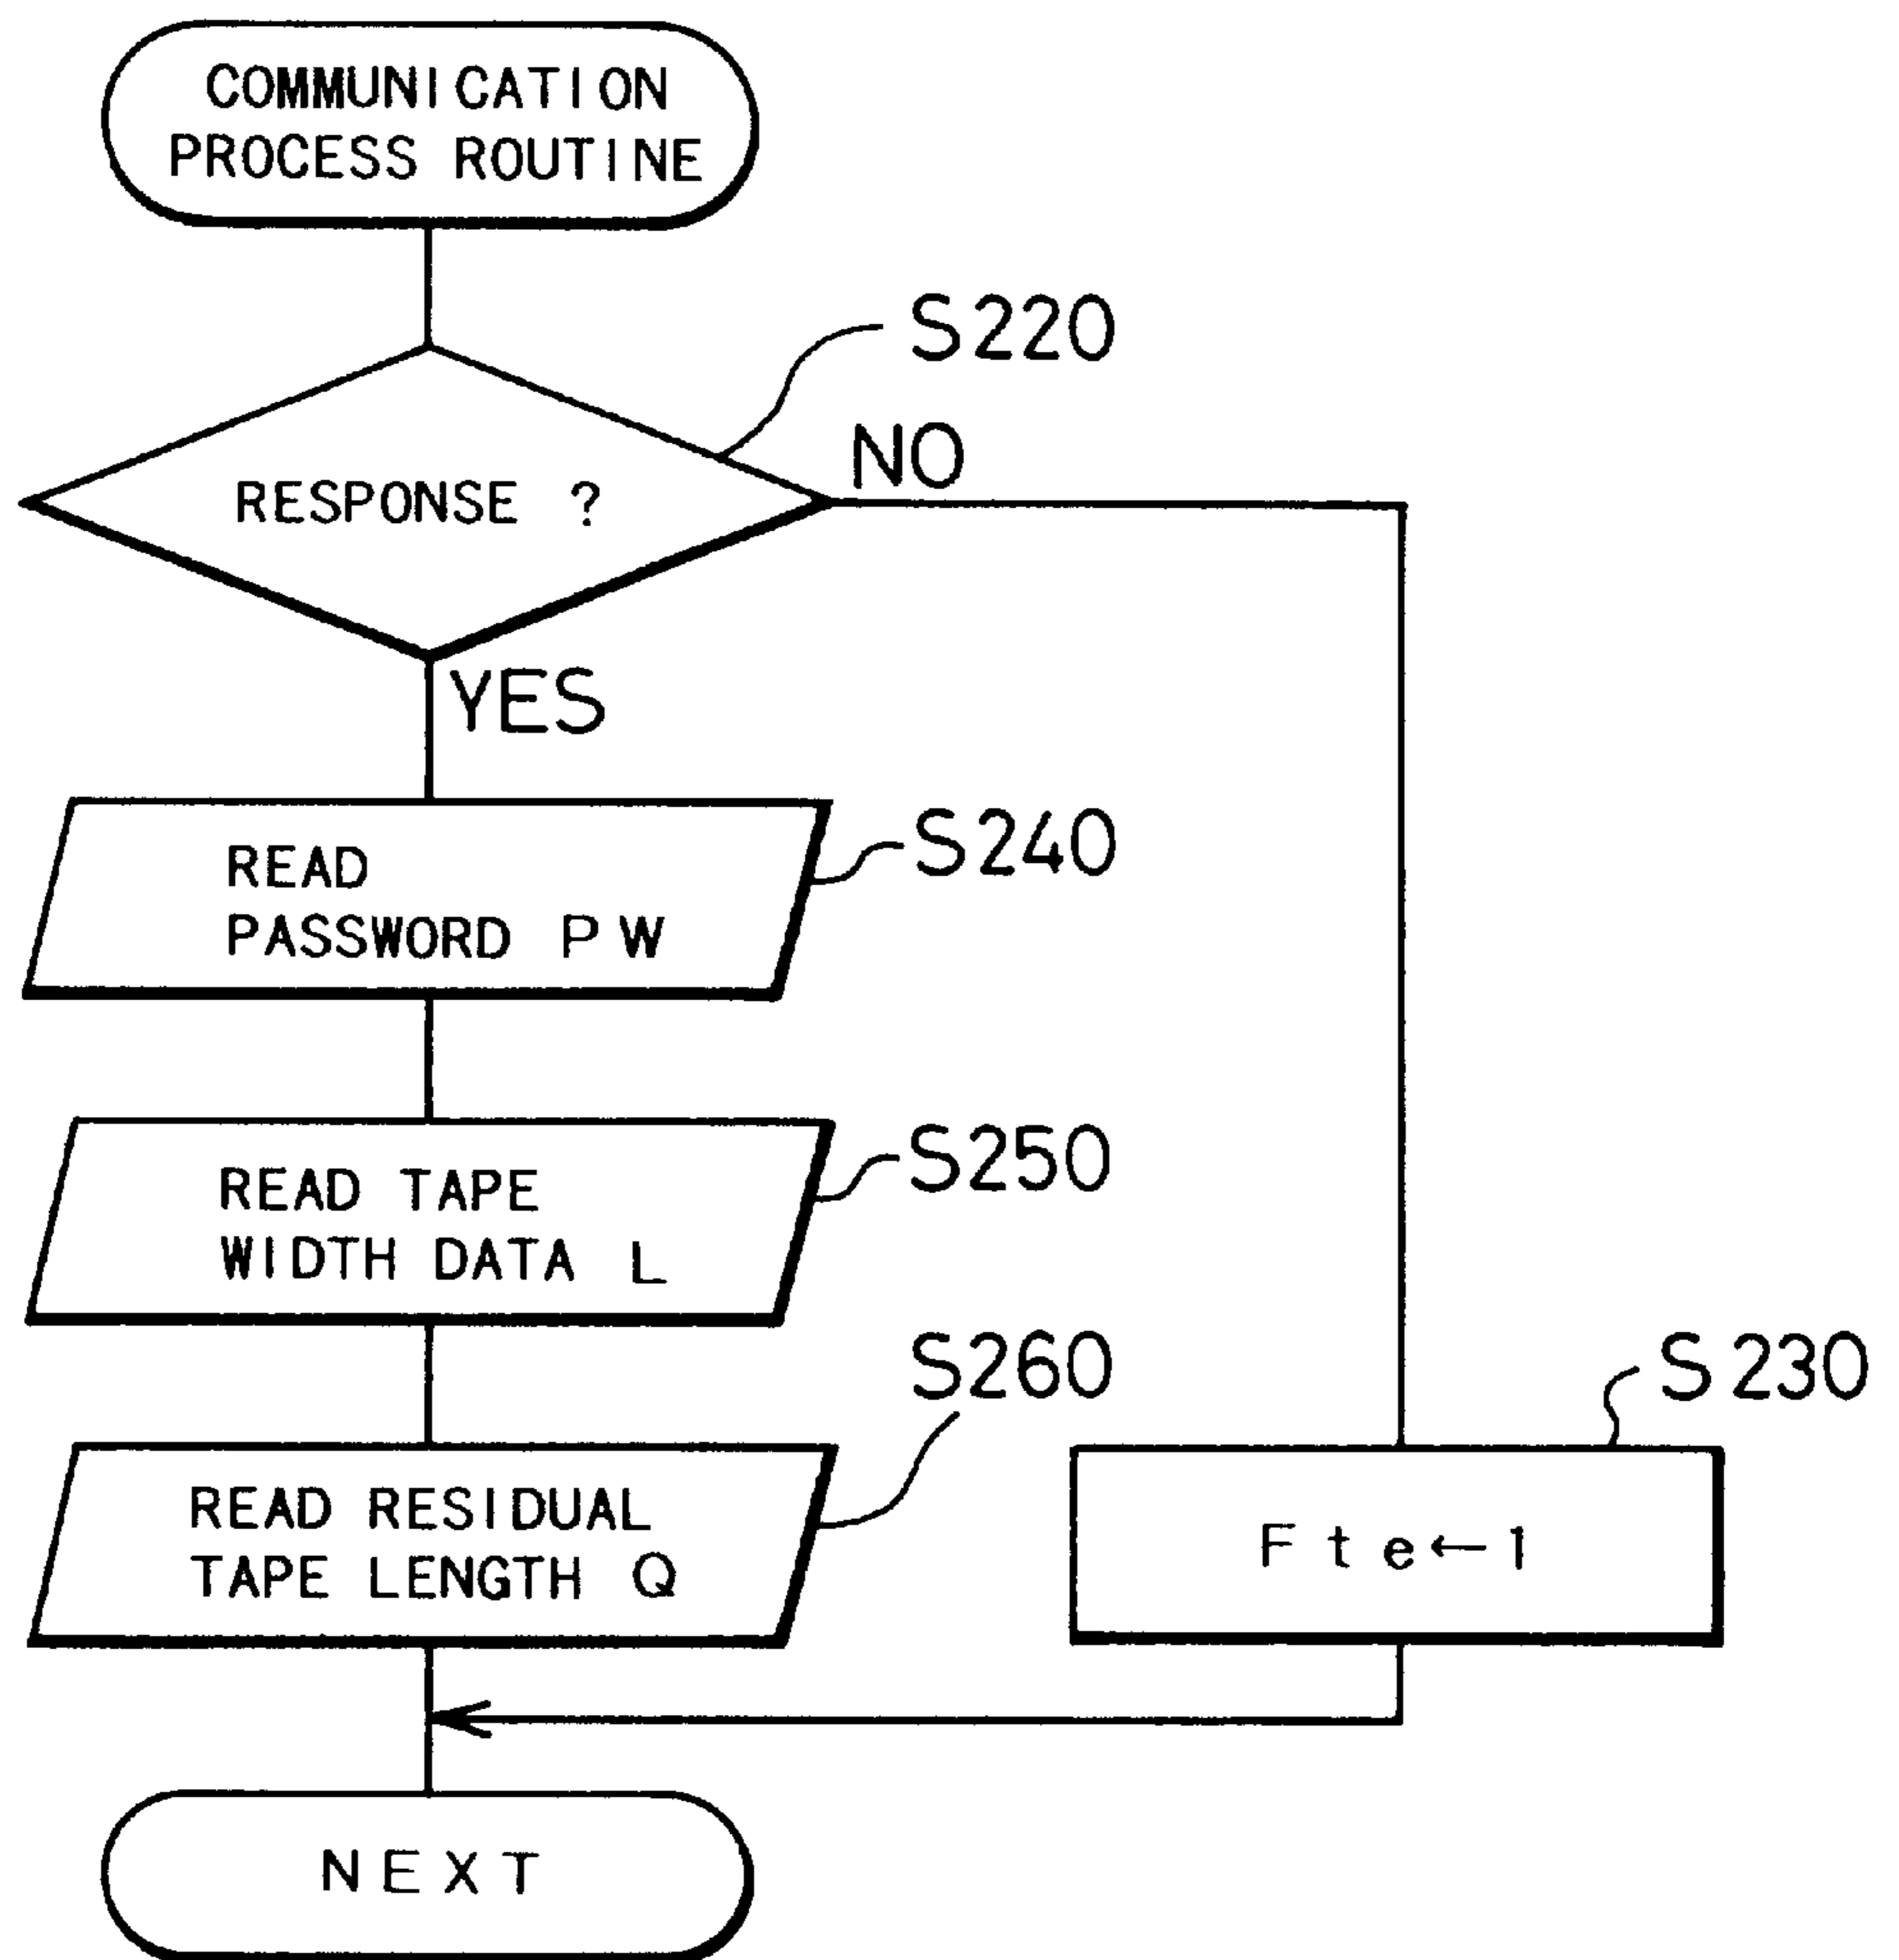 COMMUNICATION
PROCESS ROUTINE
S220
NO
RESPONSE ?
YES
S240
READ
PASSWORD PW
S250
READ TAPE
WIDTH DATA L
S260
S230
READ RESIDUAL
TAPE LENGTH Q
Fte←1
NEXT